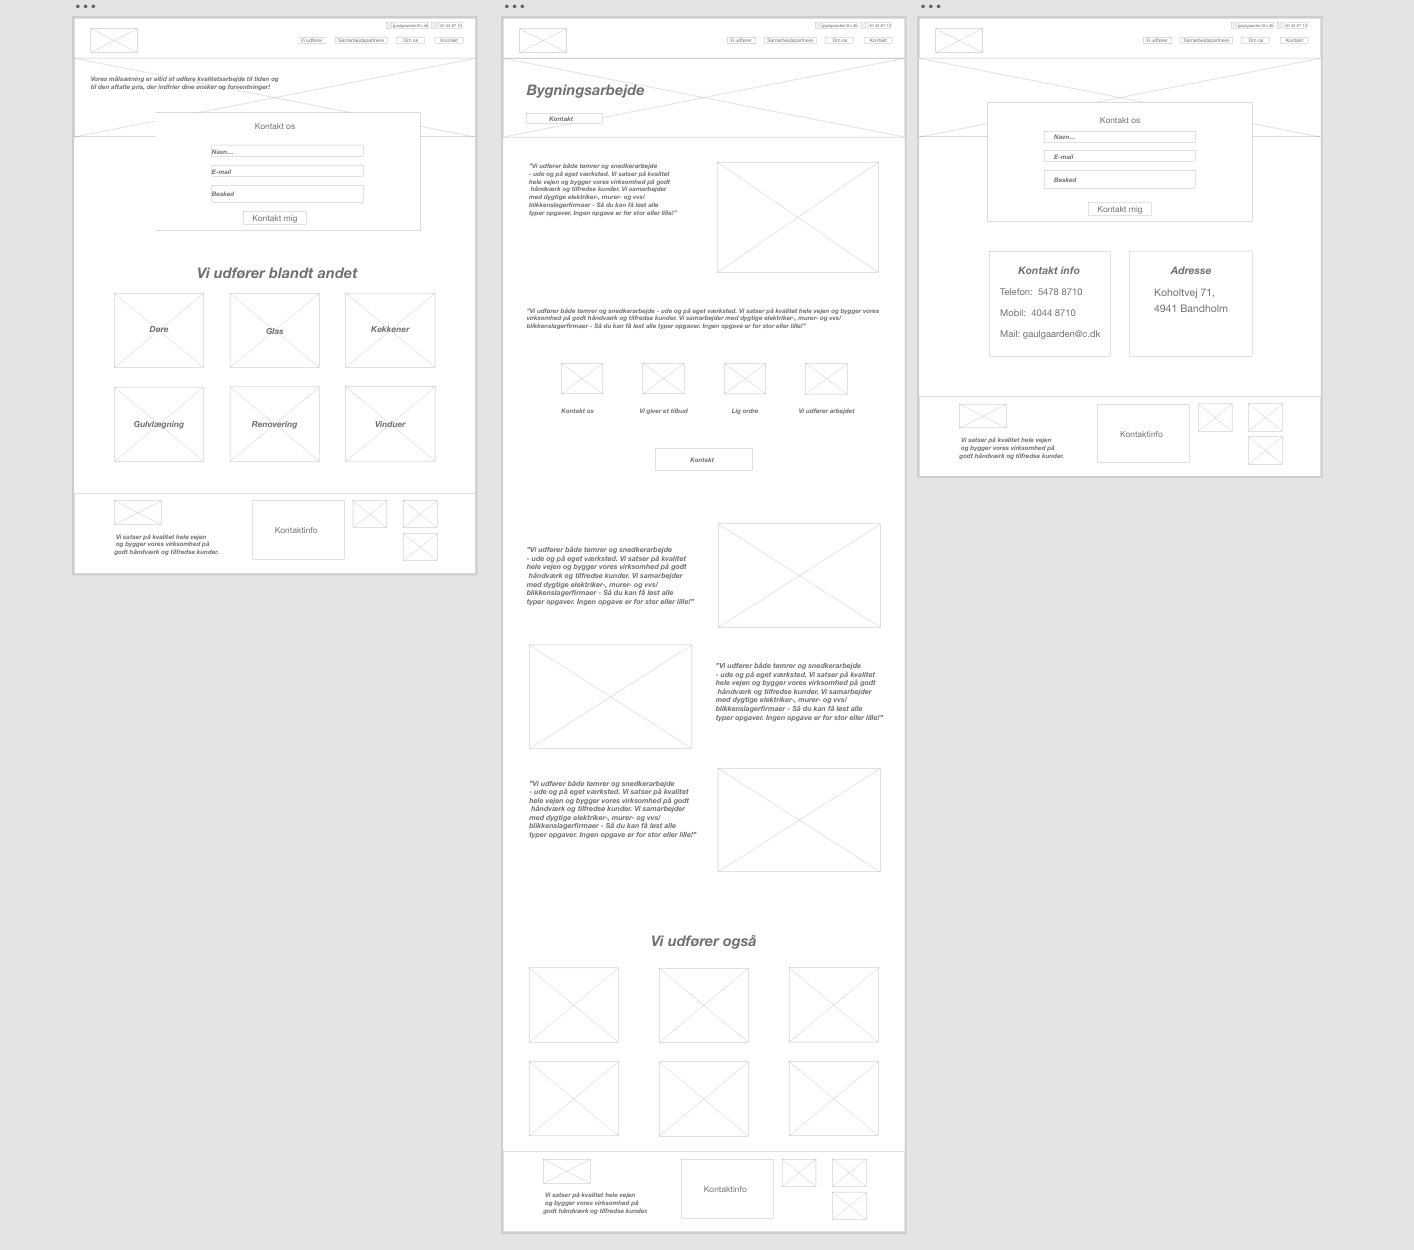 gaulgaarden@c.dk
40 44 87 10
Vi udfører
Samarbejdspartnere
Om os
Kontakt
Vores målsætning er altid at udføre kvalitetsarbejde til tiden og
til den aftalte pris, der indfrier dine ønsker og forventninger!
Kontakt os
Navn...
E-mail
Besked
Kontakt mig
Vi udfører blandt andet
Døre
Glas
Køkkener
Gulvlægning
Renovering
Vinduer
Vi satser på kvalitet hele vejen
og bygger vores virksomhed på
godt håndværk og tilfredse kunder.
Kontaktinfo
gaulgaarden@c.dk
40 44 87 10
Vi udfører
Samarbejdspartnere
Om os
Kontakt
Bygningsarbejde
Kontakt
"Vi udfører både tømrer og snedkerarbejde
- ude og på eget værksted. Vi satser på kvalitet
hele vejen og bygger vores virksomhed på godt
håndværk og tilfredse kunder. Vi samarbejder
med dygtige elektriker-, murer- og vvs/
blikkenslagerfirmaer - Så du kan få løst alle
typer opgaver. Ingen opgave er for stor eller lille!"
"Vi udfører både tømrer og snedkerarbejde - ude og på eget værksted. Vi satser på kvalitet hele vejen og bygger vores
virksomhed på godt håndværk og tilfredse kunder. Vi samarbejder med dygtige elektriker-, murer- og vvs/
blikkenslagerfirmaer - Så du kan få løst alle typer opgaver. Ingen opgave er for stor eller lille!"
Kontakt os
Vi giver et tilbud
Lig ordre
Vi udfører arbejdet
Kontakt
"Vi udfører både tømrer og snedkerarbejde
- ude og på eget værksted. Vi satser på kvalitet
hele vejen og bygger vores virksomhed på godt
håndværk og tilfredse kunder. Vi samarbejder
med dygtige elektriker-, murer- og vvs/
blikkenslagerfirmaer - Så du kan få løst alle
typer opgaver. Ingen opgave er for stor eller lille!"
"Vi udfører både tømrer og snedkerarbejde
- ude og på eget værksted. Vi satser på kvalitet
hele vejen og bygger vores virksomhed på godt
håndværk og tilfredse kunder. Vi samarbejder
med dygtige elektriker-, murer- og vvs/
blikkenslagerfirmaer - Så du kan få løst alle
typer opgaver. Ingen opgave er for stor eller lille!"
"Vi udfører både tømrer og snedkerarbejde
- ude og på eget værksted. Vi satser på kvalitet
hele vejen og bygger vores virksomhed på godt
håndværk og tilfredse kunder. Vi samarbejder
med dygtige elektriker-, murer- og vvs/
blikkenslagerfirmaer - Så du kan få løst alle
typer opgaver. Ingen opgave er for stor eller lille!"
Vi udfører også
Vi satser på kvalitet hele vejen
og bygger vores virksomhed på
godt håndværk og tilfredse kunder.
Kontaktinfo
gaulgaarden@c.dk
40 44 87 10
Vi udfører
Samarbejdspartnere
Om os
Kontakt
Kontakt os
Navn...
E-mail
Besked
Kontakt mig
Kontakt info
Telefon: 5478 8710
Mobil: 4044 8710
Mail: gaulgaarden@c.dk
Adresse
Koholtvej 71,
4941 Bandholm
Vi satser på kvalitet hele vejen
og bygger vores virksomhed på
godt håndværk og tilfredse kunder.
Kontaktinfo